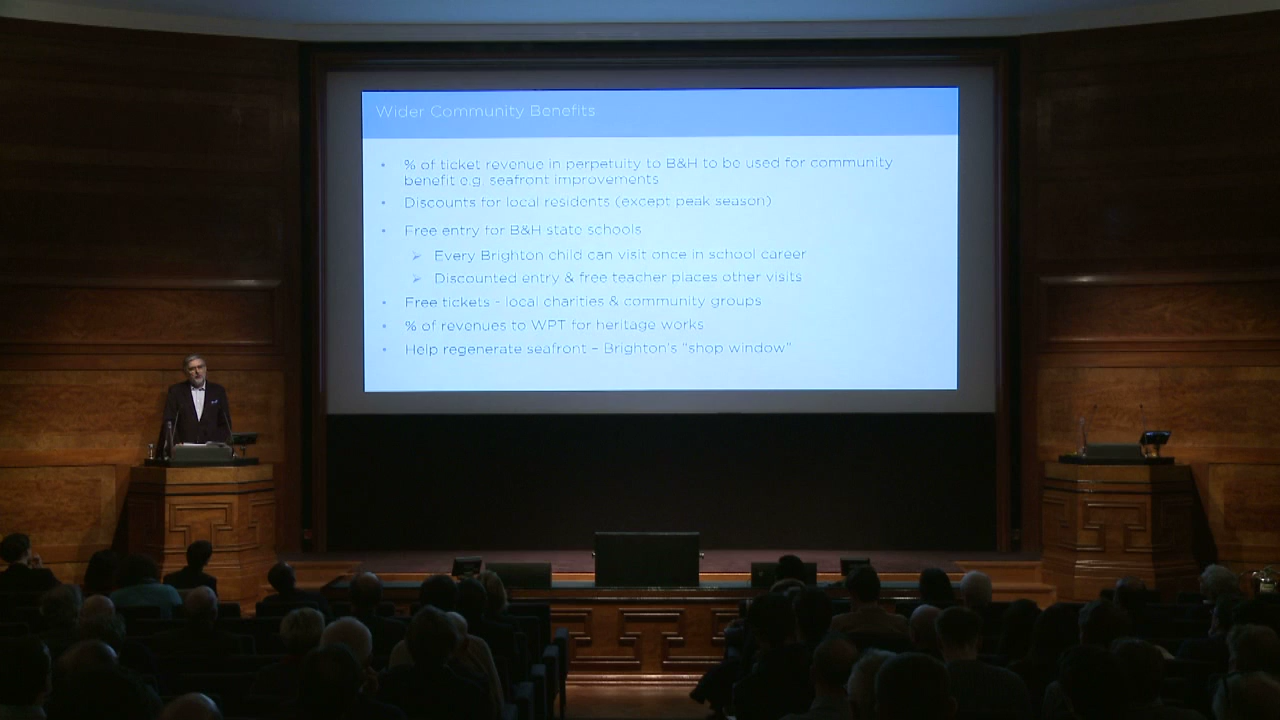 Wider Community Benefits
• % of ticket revenue in perpetuity to B&H to be used for community
benefit e.g. seafront improvements
• Discounts for local residents (except peak season)
• Free entry for B&H state schools
➢ Every Brighton child can visit once in school career
➢ Discounted entry & free teacher places other visits
• Free tickets - local charities & community groups
• % of revenues to WPT for heritage works
• Help regenerate seafront – Brighton's "shop window"